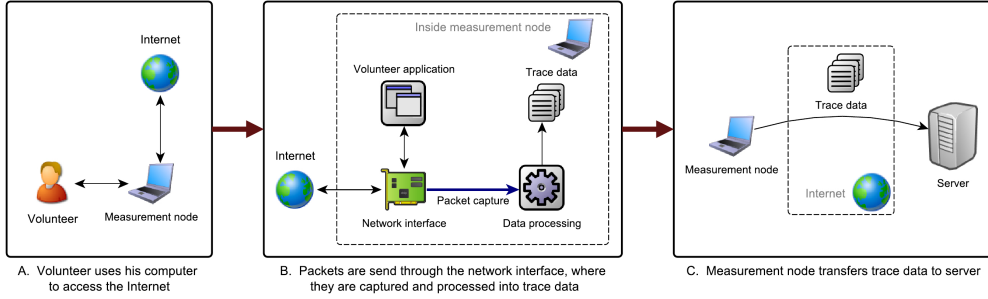 Internet
Volunteer
Measurement node
A. Volunteer uses his computer
to access the Internet
Inside measurement node
Volunteer application
Trace data
Internet
Packet capture
Network interface
Data processing
B. Packets are send through the network interface, where
they are captured and processed into trace data
Trace data
Measurement node
Server
Internet
C. Measurement node transfers trace data to server